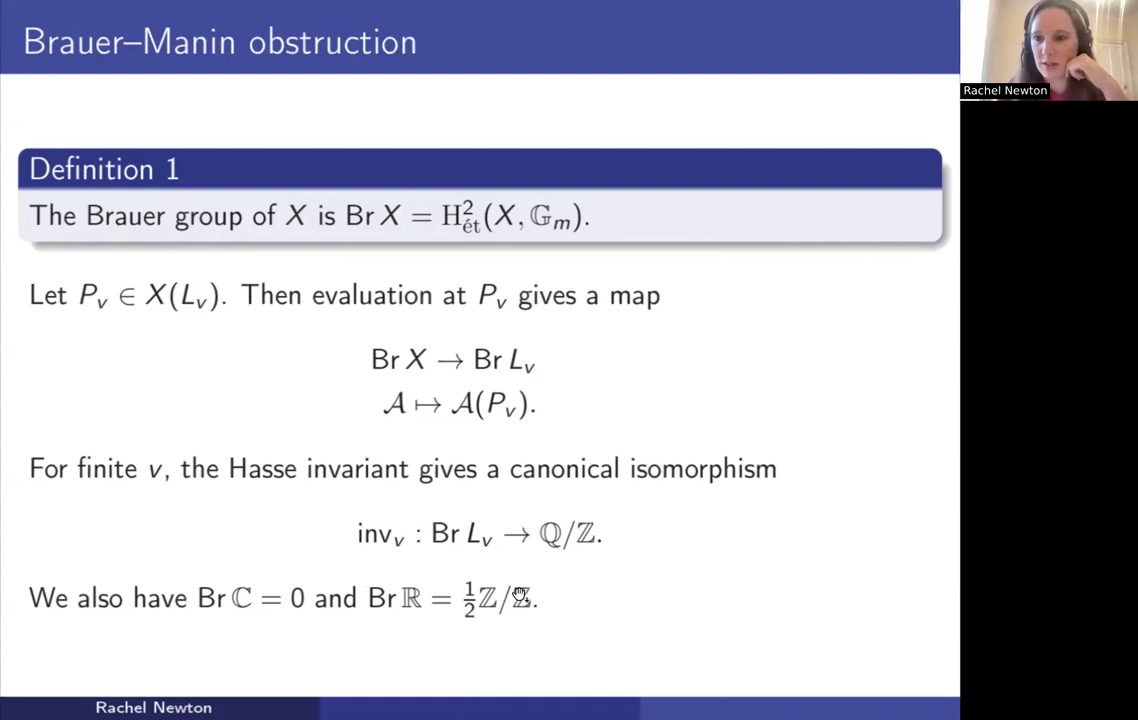 Brauer–Manin obstruction
Rachel Newton
Definition 1
The Brauer group of X is Br X = H²ét(X, 𝔾ₘ).
Let Pᵥ ∈ X(Lᵥ). Then evaluation at Pᵥ gives a map
Br X → Br Lᵥ
𝒜 ↦ 𝒜(Pᵥ).
For finite v, the Hasse invariant gives a canonical isomorphism
invᵥ : Br Lᵥ → ℚ/ℤ.
We also have Br ℂ = 0 and Br ℝ = ½ℤ/ℤ.
Rachel Newton